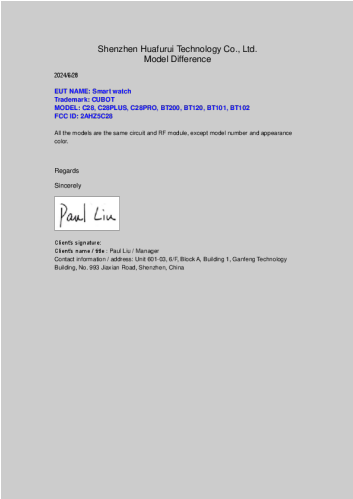 Shenzhen Huafurui Technology Co., Ltd.
Model Difference
2024/6/28
EUT NAME: Smart watch
Trademark: CUBOT
MODEL: C28, C28PLUS, C28PRO, BT200, BT120, BT101, BT102
FCC ID: 2AHZ5C28
All the models are the same circuit and RF module, except model number and appearance
color.
Regards
Sincerely
Paul Liu
Client's signature:
Client's name / title : Paul Liu / Manager
Contact information / address: Unit 601-03, 6/F, Block A, Building 1, Ganfeng Technology
Building, No. 993 Jiaxian Road, Shenzhen, China